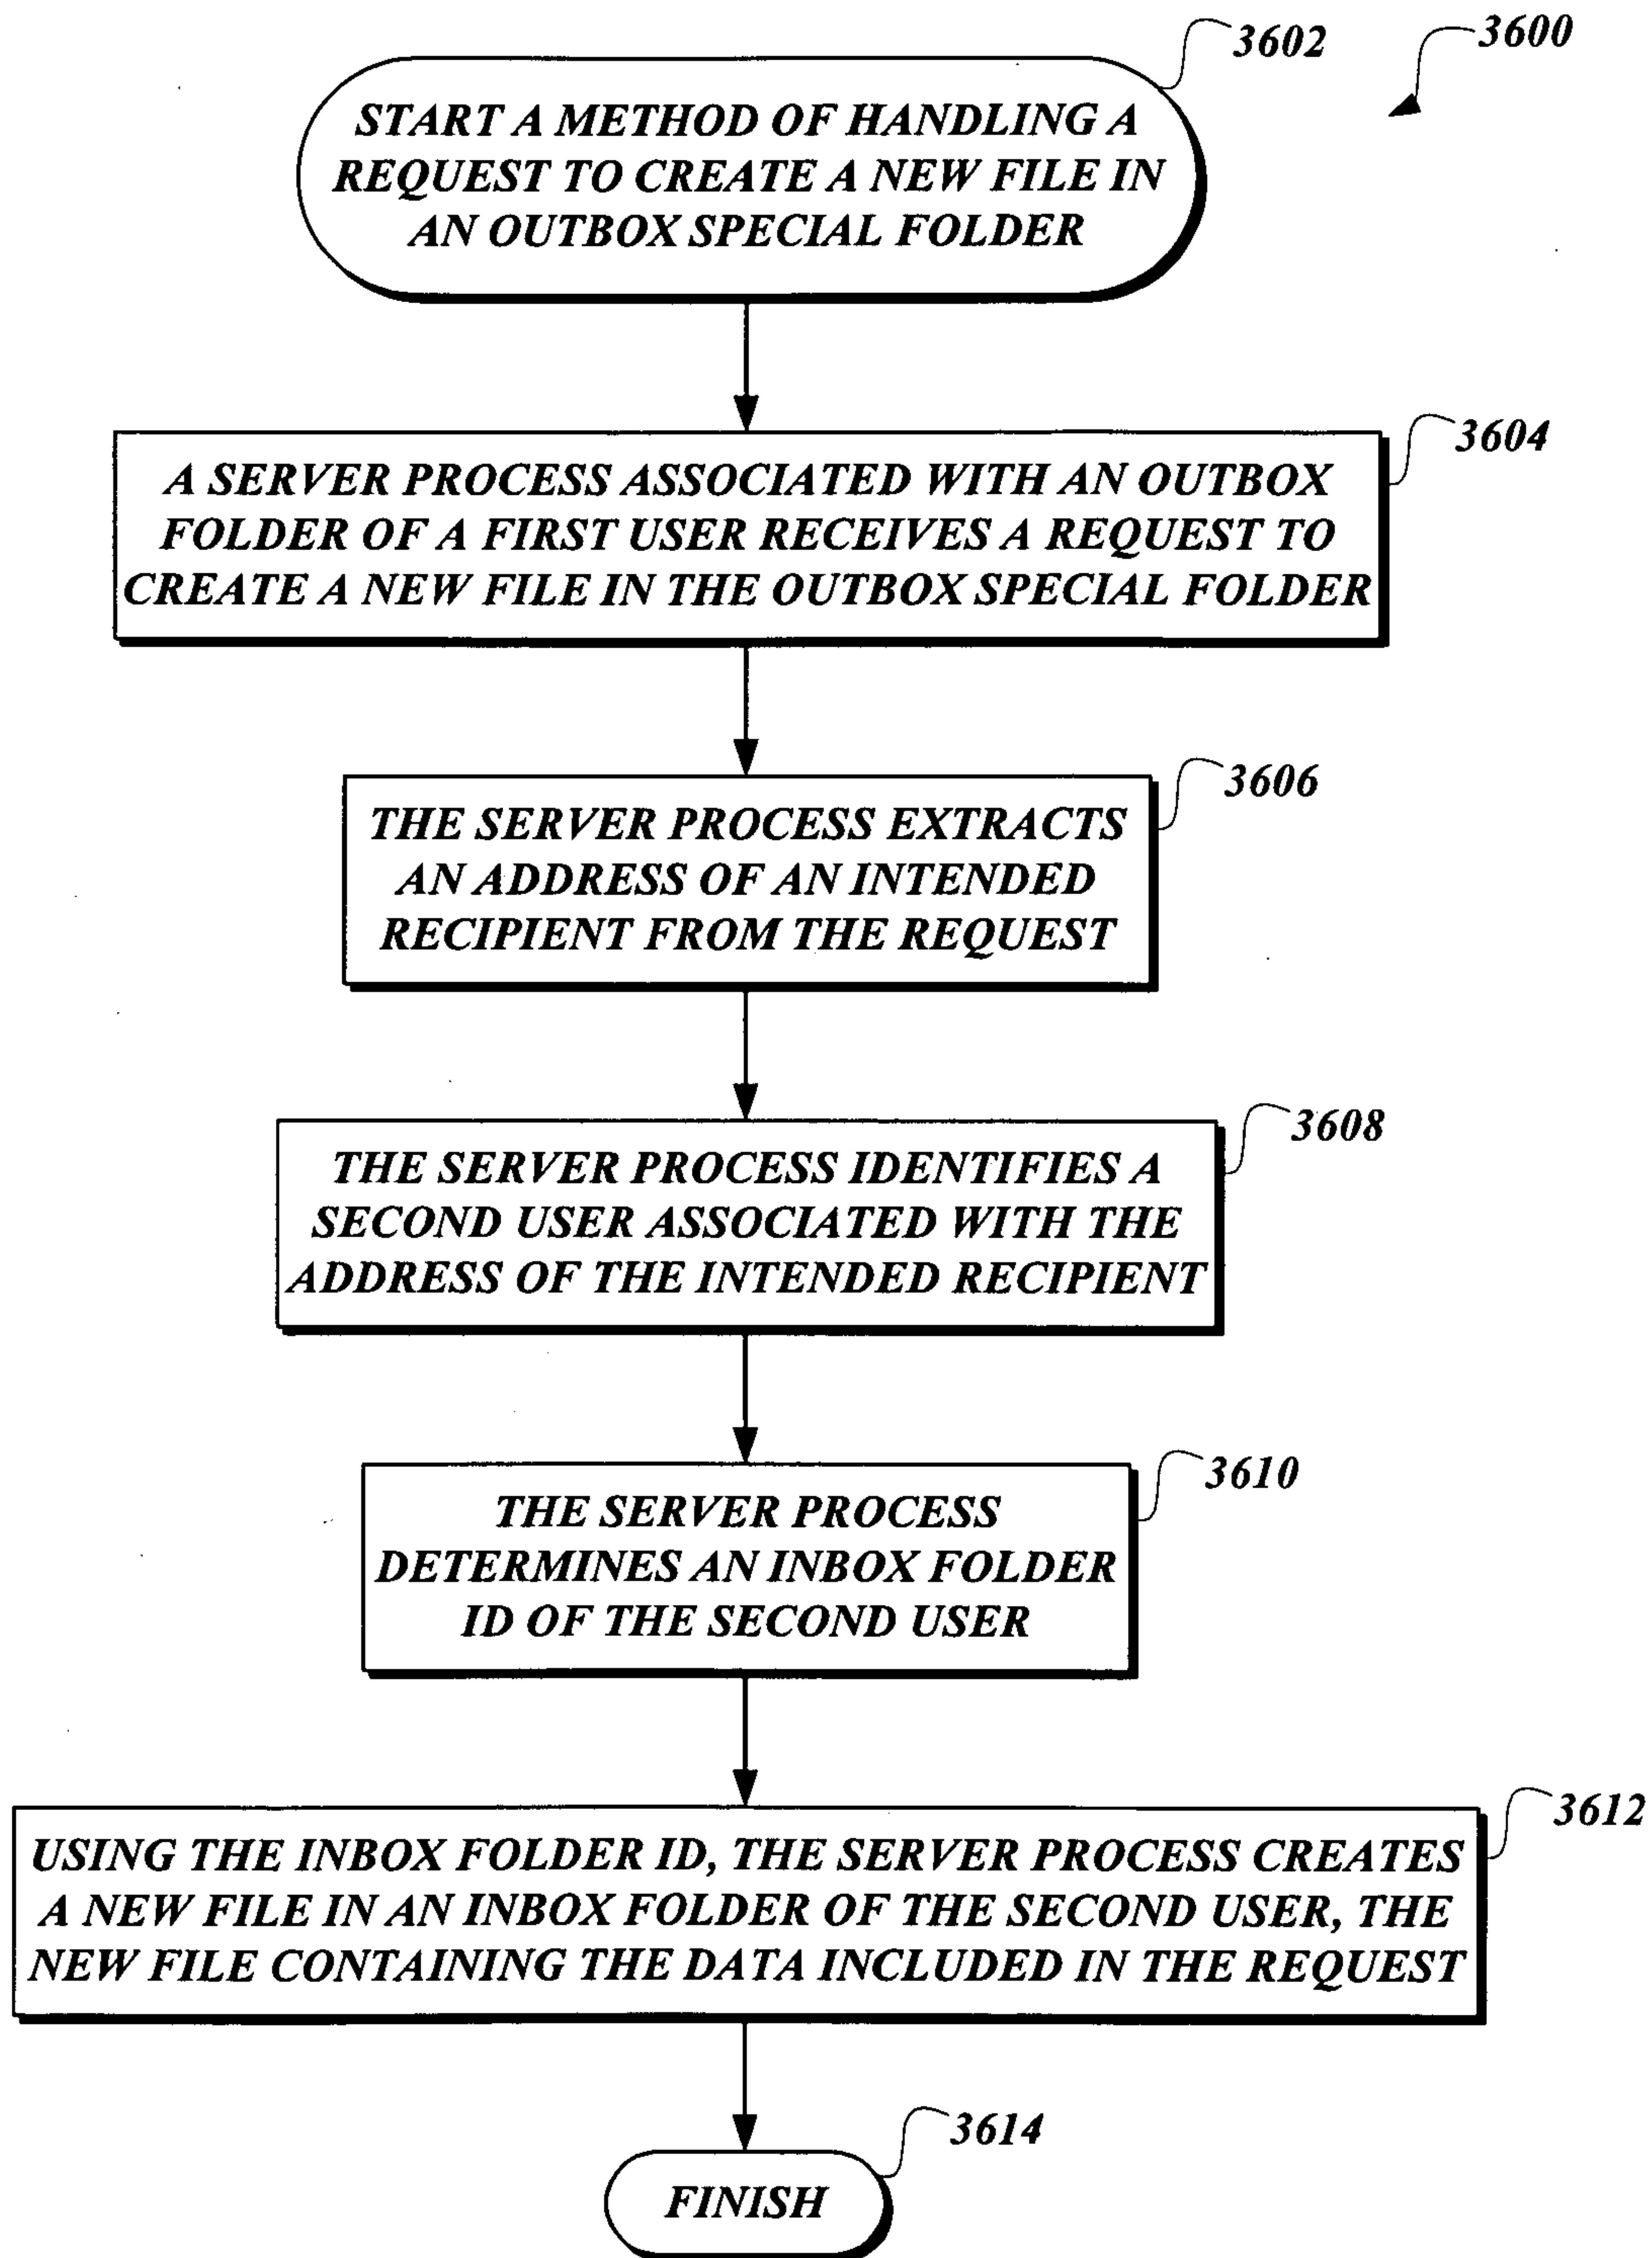 3600
3602
START A METHOD OF HANDLING A
REQUEST TO CREATE A NEW FILE IN
AN OUTBOX SPECIAL FOLDER
3604
A SERVER PROCESS ASSOCIATED WITH AN OUTBOX
FOLDER OF A FIRST USER RECEIVES A REQUEST TO
CREATE A NEW FILE IN THE OUTBOX SPECIAL FOLDER
3606
THE SERVER PROCESS EXTRACTS
AN ADDRESS OF AN INTENDED
RECIPIENT FROM THE REQUEST
3608
THE SERVER PROCESS IDENTIFIES A
SECOND USER ASSOCIATED WITH THE
ADDRESS OF THE INTENDED RECIPIENT
3610
THE SERVER PROCESS
DETERMINES AN INBOX FOLDER
ID OF THE SECOND USER
3612
USING THE INBOX FOLDER ID, THE SERVER PROCESS CREATES
A NEW FILE IN AN INBOX FOLDER OF THE SECOND USER, THE
NEW FILE CONTAINING THE DATA INCLUDED IN THE REQUEST
3614
FINISH